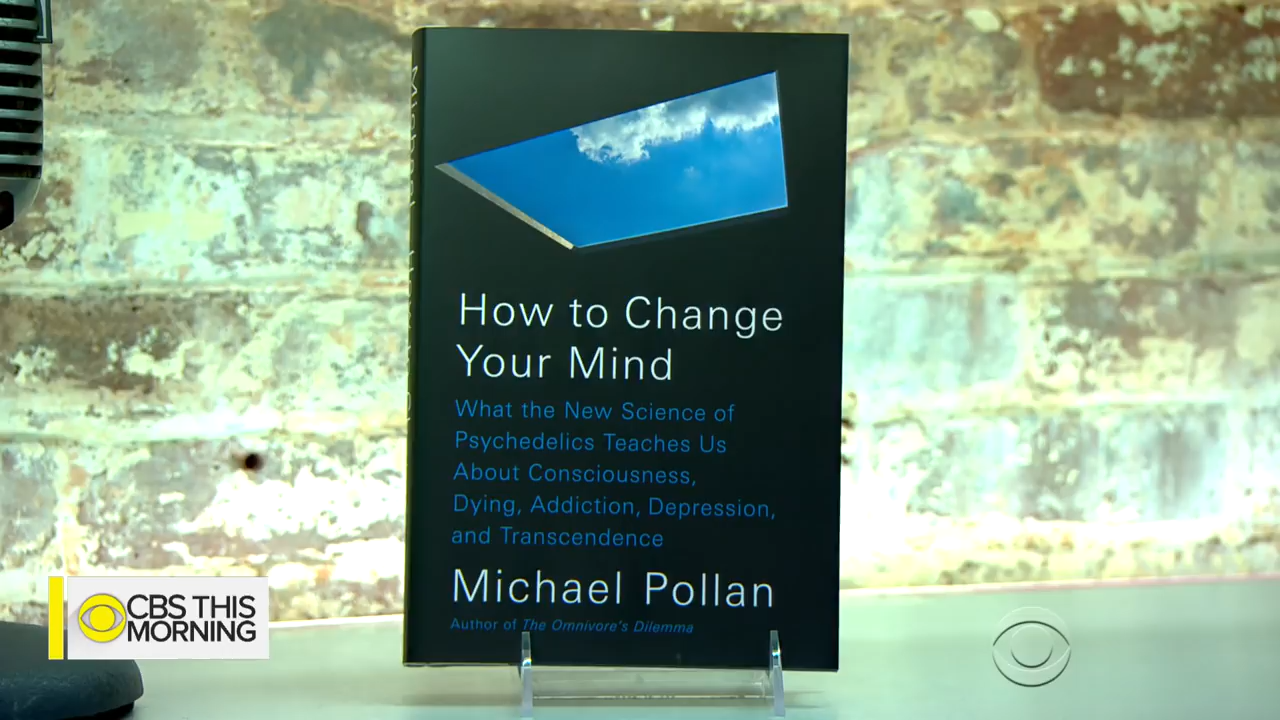 How to Change
Your Mind
What the New Science of
Psychedelics Teaches Us
About Consciousness,
Dying, Addiction, Depression,
and Transcendence
Michael Pollan
Author of The Omnivore's Dilemma
CBS THIS
MORNING